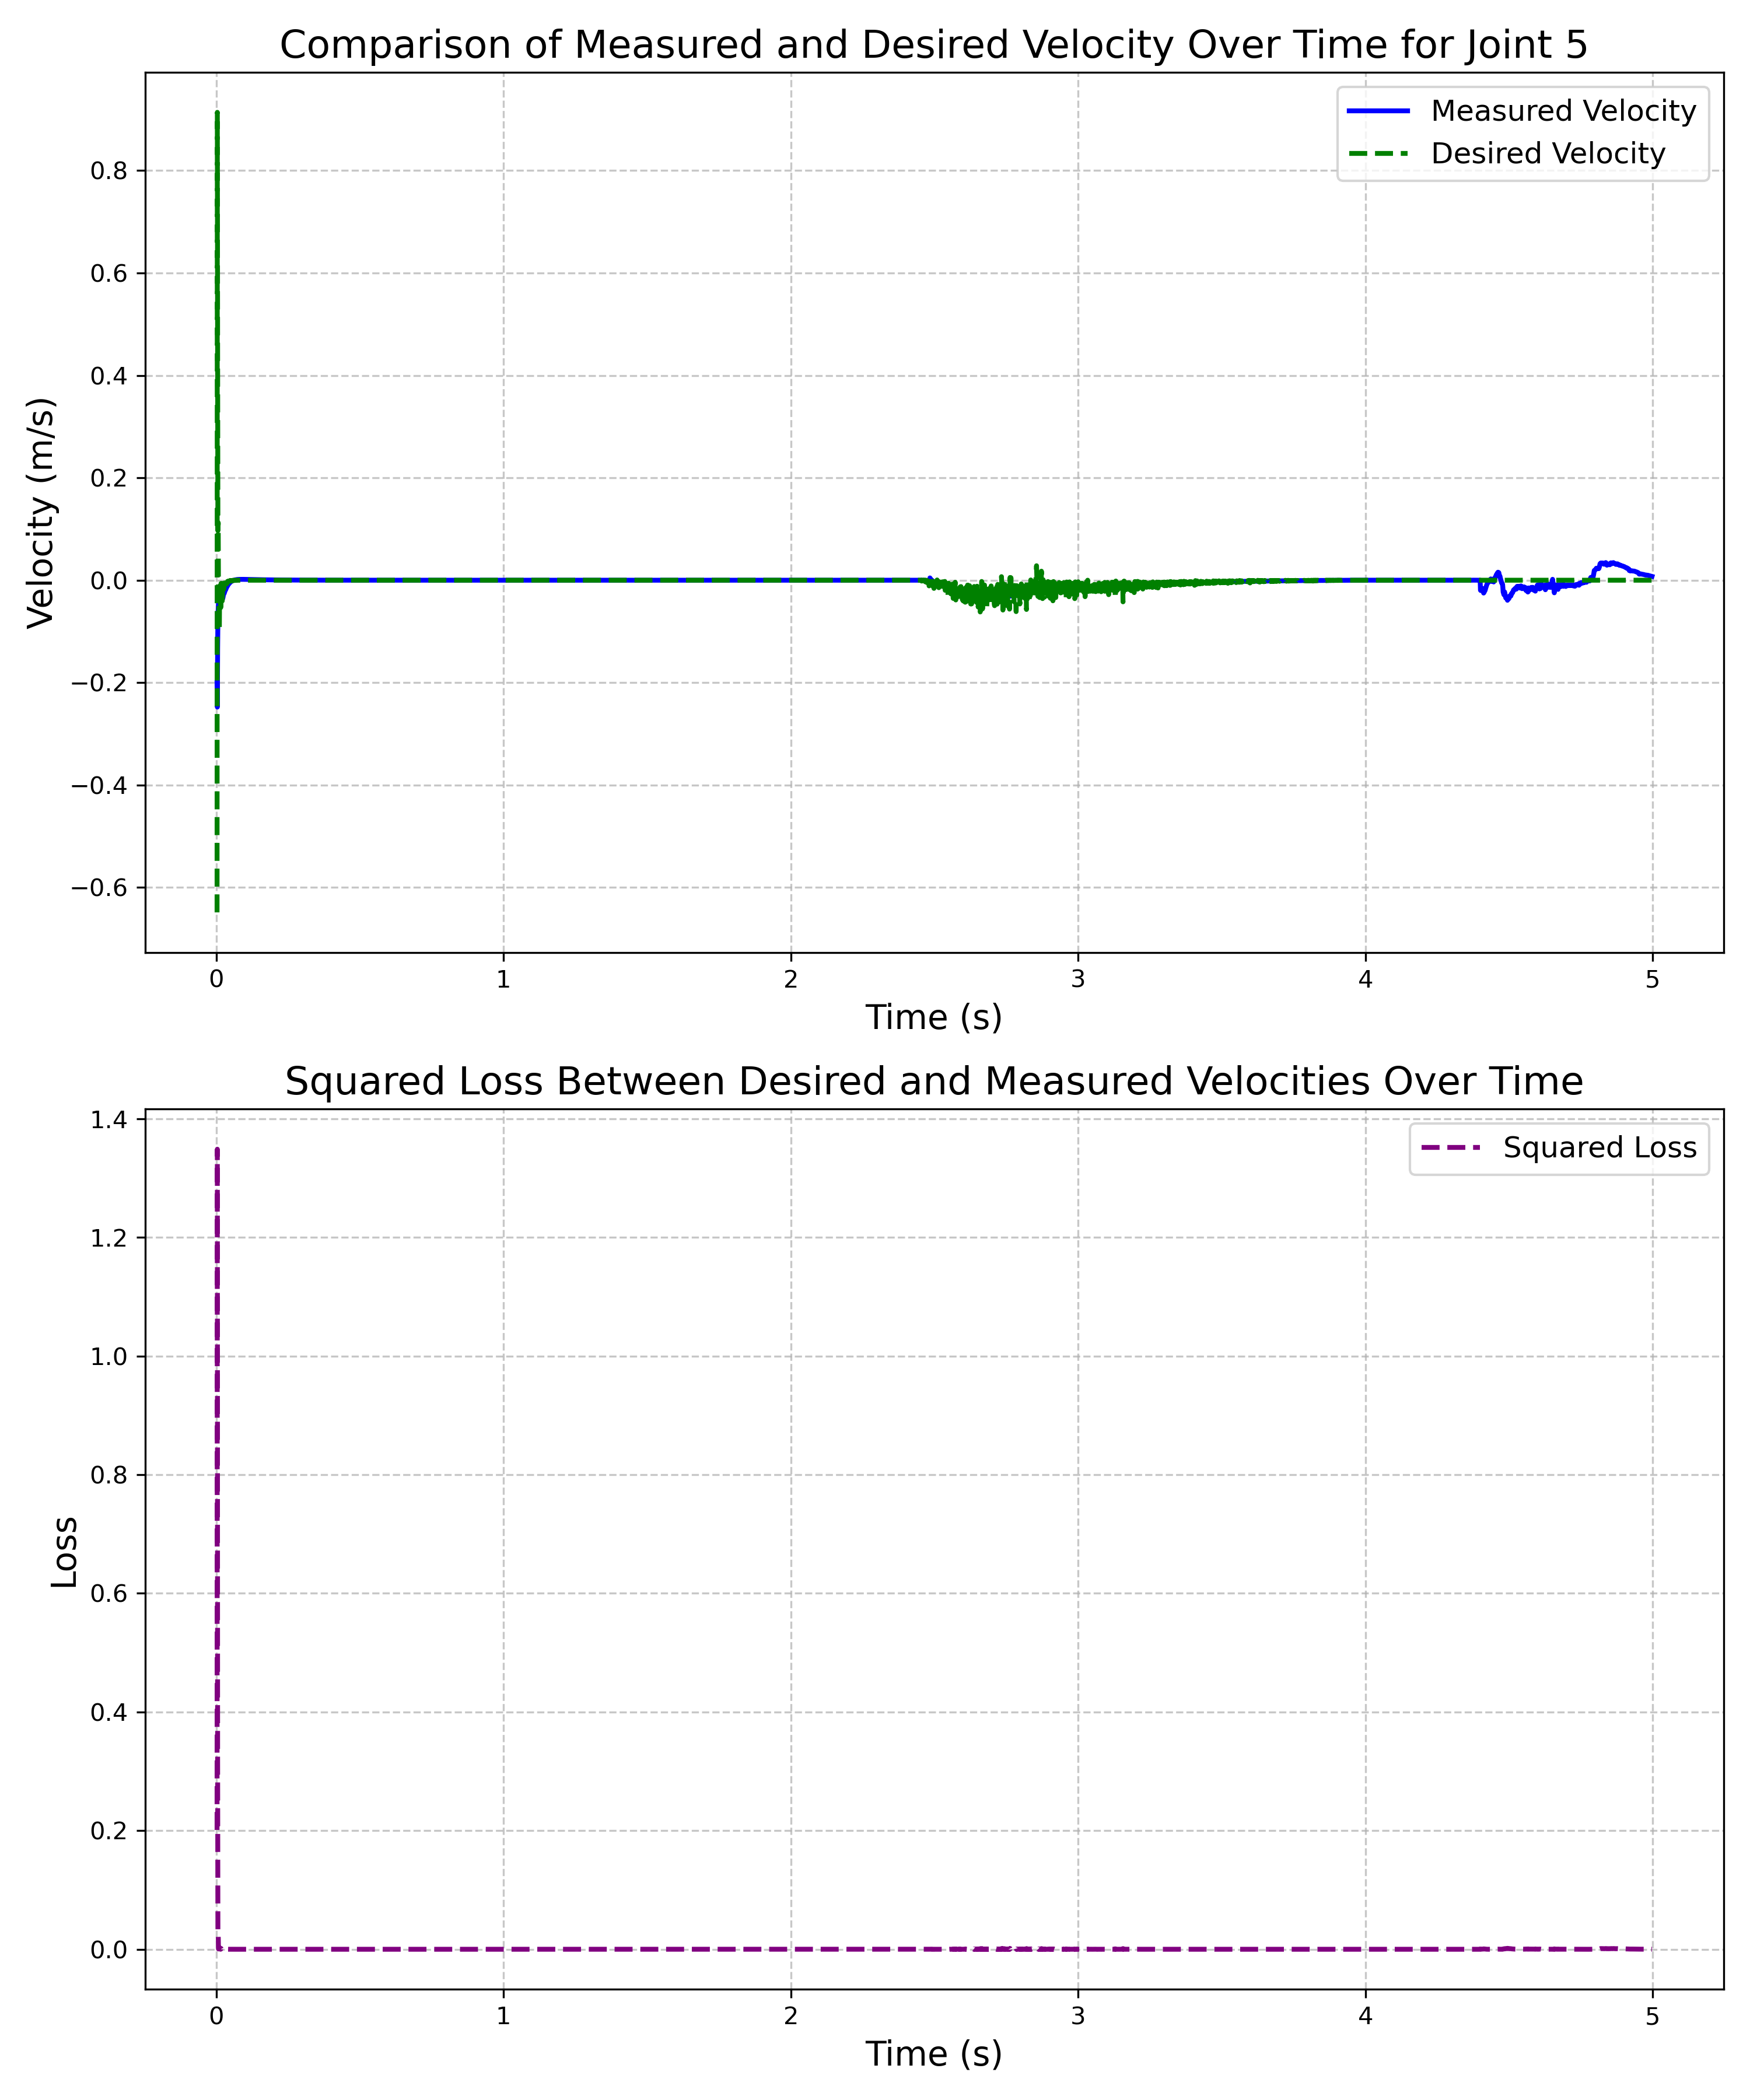 Comparison of Measured and Desired Velocity Over Time for Joint 5
Measured Velocity
Desired Velocity
Velocity (m/s)
0.8
0.6
0.4
0.2
0.0
−0.2
−0.4
−0.6
0 1 2 3 4 5
Time (s)
Squared Loss Between Desired and Measured Velocities Over Time
Squared Loss
Loss
1.4
1.2
1.0
0.8
0.6
0.4
0.2
0.0
0 1 2 3 4 5
Time (s)